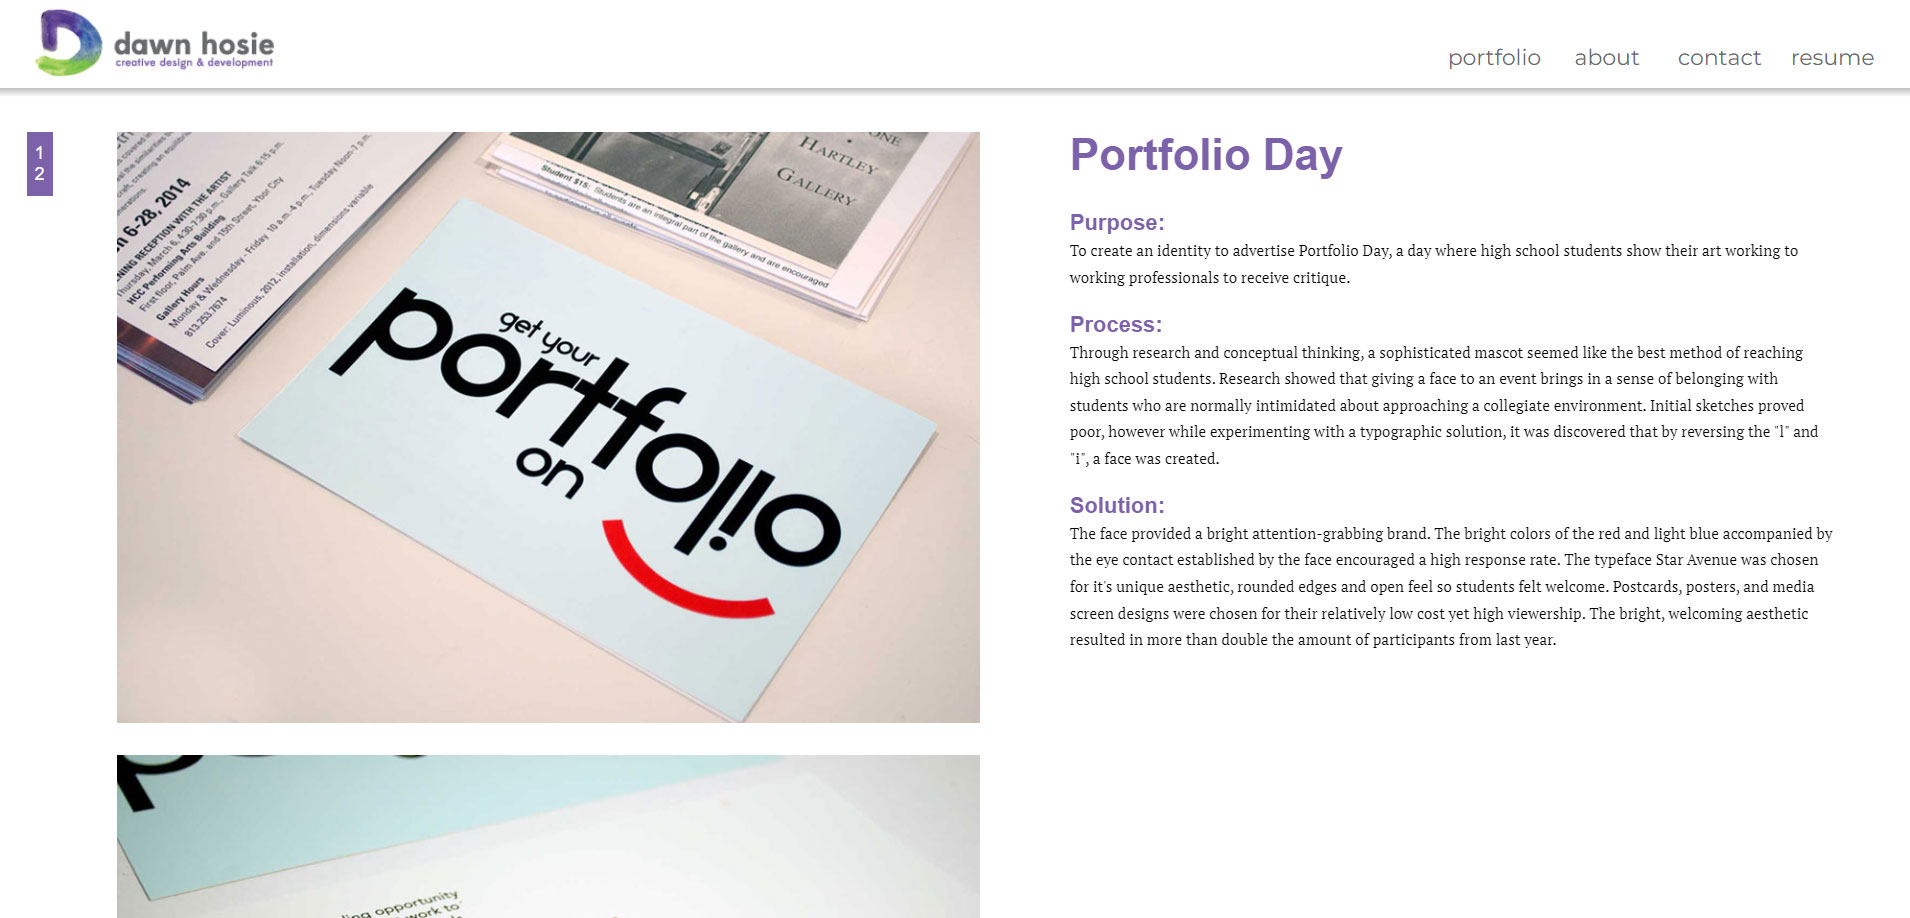 dawn hosie
creative design & development
portfolio
about
contact
resume
1
2
6-28, 2014
RECEPTION WITH THE ARTIST
Thursday, March 6, 4:30-7:30 p.m., Gallery Talk 6:15 p.m.
HCC Performing Arts Building
First floor, Palm Ave. and 15th Street, Ybor City
Gallery Hours
Monday & Wednesday - Friday 10 a.m.-4 p.m., Tuesday Noon-7 p.m.
813.253.7674
Cover: Luminous, 2012, installation, dimensions variable
HARTLEY
GALLERY
Student $15: Students are an integral part of the gallery and are encouraged
get your
portfolio
on
opportunity
work to
Portfolio Day
Purpose:
To create an identity to advertise Portfolio Day, a day where high school students show their art working to
working professionals to receive critique.
Process:
Through research and conceptual thinking, a sophisticated mascot seemed like the best method of reaching
high school students. Research showed that giving a face to an event brings in a sense of belonging with
students who are normally intimidated about approaching a collegiate environment. Initial sketches proved
poor, however while experimenting with a typographic solution, it was discovered that by reversing the "l" and
"i", a face was created.
Solution:
The face provided a bright attention-grabbing brand. The bright colors of the red and light blue accompanied by
the eye contact established by the face encouraged a high response rate. The typeface Star Avenue was chosen
for it's unique aesthetic, rounded edges and open feel so students felt welcome. Postcards, posters, and media
screen designs were chosen for their relatively low cost yet high viewership. The bright, welcoming aesthetic
resulted in more than double the amount of participants from last year.